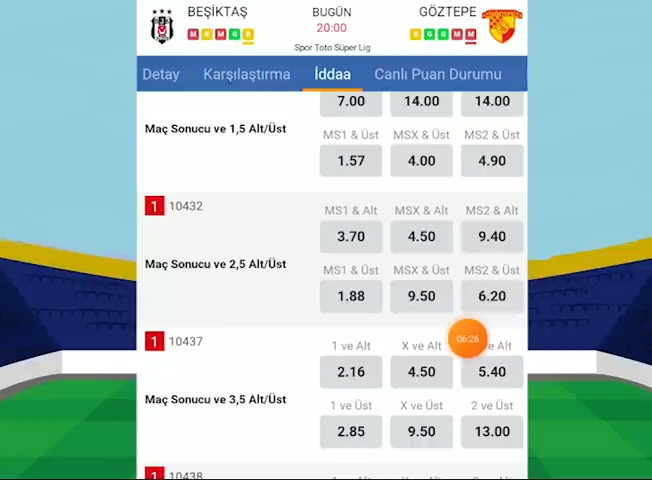 BEŞİKTAŞ
BUGÜN
GÖZTEPE
20:00
Spor Toto Süper Lig
Detay Karşılaştırma İddaa Canlı Puan Durumu
7.00 14.00 14.00
Maç Sonucu ve 1,5 Alt/Üst
MS1 & Üst MSX & Üst MS2 & Üst
1.57 4.00 4.90
1 10432
MS1 & Alt MSX & Alt MS2 & Alt
3.70 4.50 9.40
Maç Sonucu ve 2,5 Alt/Üst
MS1 & Üst MSX & Üst MS2 & Üst
1.88 9.50 6.20
1 10437
06:26
1 ve Alt X ve Alt ve Alt
2.16 4.50 5.40
Maç Sonucu ve 3,5 Alt/Üst
1 ve Üst X ve Üst 2 ve Üst
2.85 9.50 13.00
1 10438